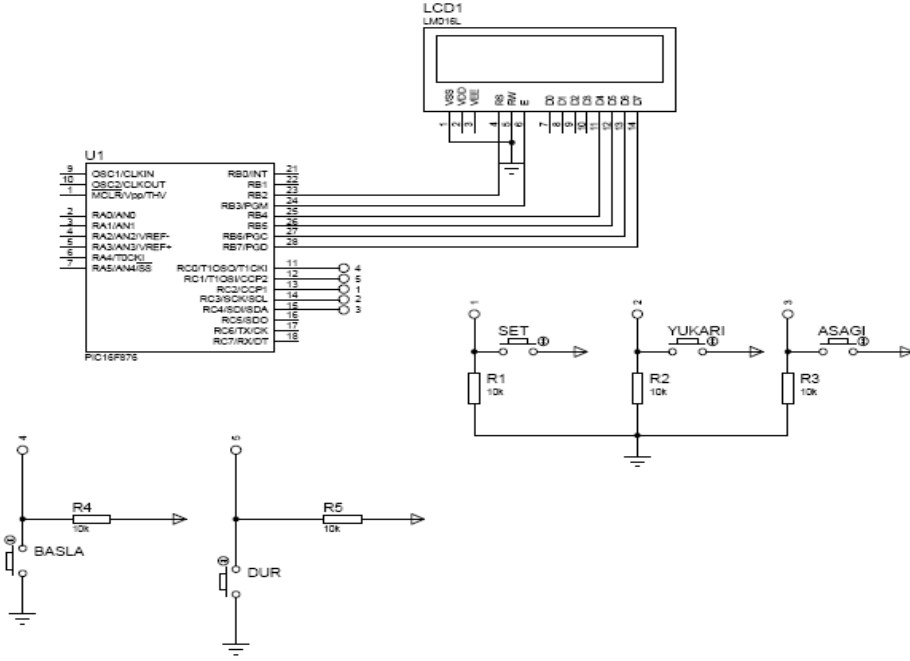 LCD1
LM016L
VSS VDD VEE RS RW E D0 D1 D2 D3 D4 D5 D6 D7
1 2 3 4 5 6 7 8 9 10 11 12 13 14
U1
9 OSC1/CLKIN RB0/INT 21
10 OSC2/CLKOUT RB1 22
1 MCLR/Vpp/THV RB2 23
RB3/PGM 24
2 RA0/AN0 RB4 25
3 RA1/AN1 RB5 26
4 RA2/AN2/VREF- RB6/PGC 27
5 RA3/AN3/VREF+ RB7/PGD 28
6 RA4/T0CKI
7 RA5/AN4/SS RC0/T1OSO/T1CKI 11 4
RC1/T1OSI/CCP2 12 5
RC2/CCP1 13 1
RC3/SCK/SCL 14 2
RC4/SDI/SDA 15 3
RC5/SDO 16
RC6/TX/CK 17
RC7/RX/DT 18
PIC16F876
1 2 3
SET YUKARI ASAGI
R1 R2 R3
10k 10k 10k
4 5
R4 R5
10k 10k
BASLA
DUR